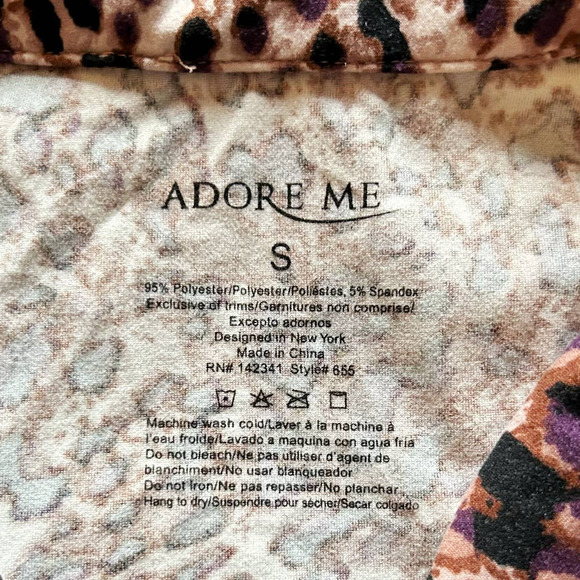 ADORE ME
S
95% Polyester/Polyester/Poliéstes, 5% Spandex
Exclusive of trims/Garnitures non comprise/
Excepto adornos
Designed in New York
Made in China
RN# 142341 Style# 655
Machine wash cold/Laver à la machine à
l'eau froide/Lavado a maquina con agua fria
Do not bleach/Ne pas utiliser d'agent de
blanchiment/No usar blanqueador
Do not Iron/Ne pas repasser/No planchar
Hang to dry/Suspendre pour sécher/Secar colgado